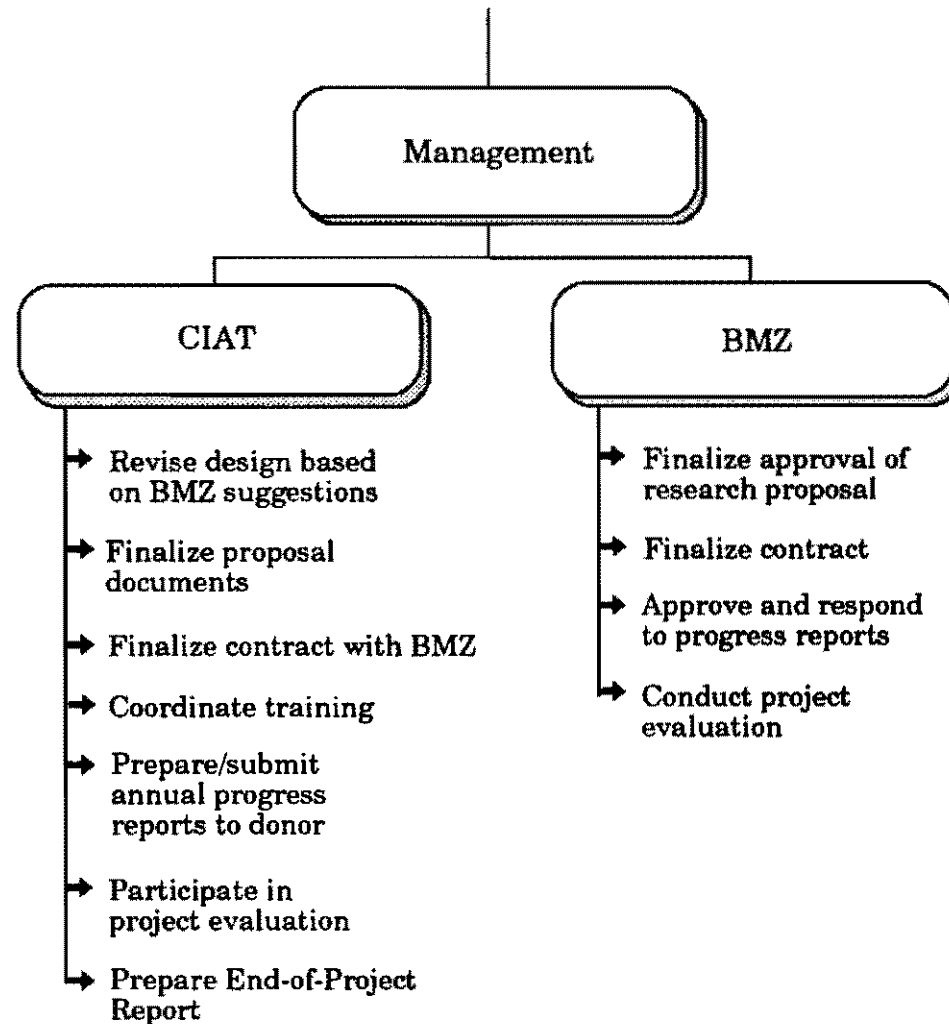 Management
CIAT
BMZ
Revise design based
on BMZ suggestions
Finalize proposal
documents
Finalize contract with BMZ
Coordinate training
Prepare/submit
annual progress
reports to donor
Participate in
project evaluation
Prepare End-of-Project
Report
Finalize approval of
research proposal
Finalize contract
Approve and respond
to progress reports
Conduct project
evaluation